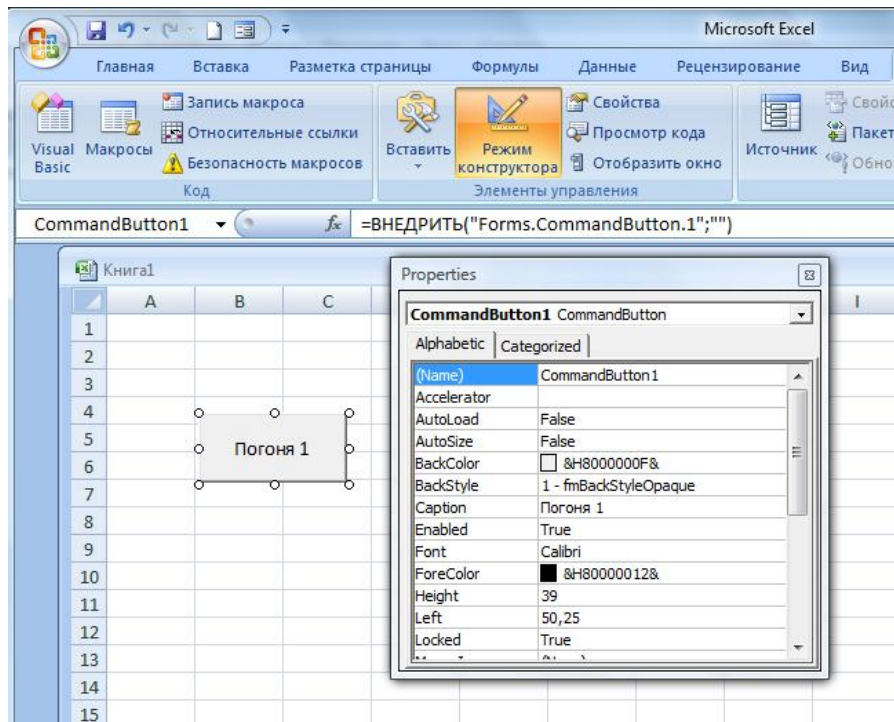 Microsoft Excel
Главная Вставка Разметка страницы Формулы Данные Рецензирование Вид
Visual Basic
Макросы
Запись макроса
Относительные ссылки
Безопасность макросов
Код
Вставить
Режим конструктора
Свойства
Просмотр кода
Отобразить окно
Элементы управления
Источник
Свойс
Пакет
Обно
CommandButton1 fx =ВНЕДРИТЬ("Forms.CommandButton.1";"")
Книга1
A B C I
1
2
3
4
5
6
7
8
9
10
11
12
13
14
15
Погоня 1
Properties
CommandButton1 CommandButton
Alphabetic Categorized
(Name) CommandButton1
Accelerator
AutoLoad False
AutoSize False
BackColor &H8000000F&
BackStyle 1 - fmBackStyleOpaque
Caption Погоня 1
Enabled True
Font Calibri
ForeColor &H80000012&
Height 39
Left 50,25
Locked True